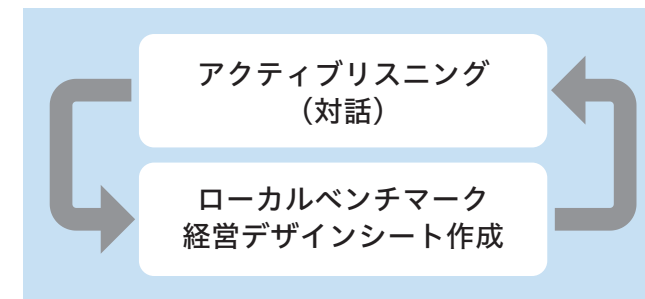 アクティブリスニング
（対話）
ローカルベンチマーク
経営デザインシート作成